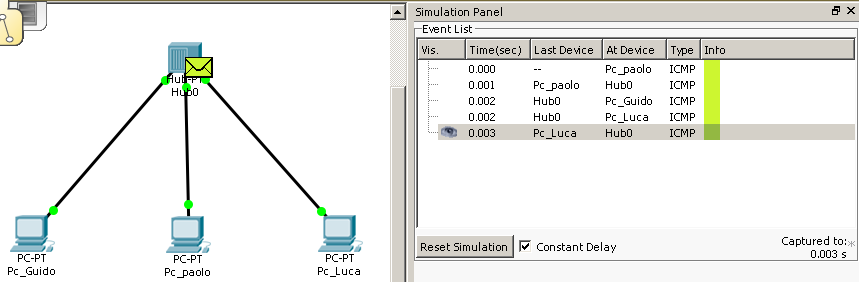 Simulation Panel
Event List
Vis. Time(sec) Last Device At Device Type Info
0.000 -- Pc_paolo ICMP
0.001 Pc_paolo Hub0 ICMP
0.002 Hub0 Pc_Guido ICMP
0.002 Hub0 Pc_Luca ICMP
0.003 Pc_Luca Hub0 ICMP
Reset Simulation Constant Delay Captured to:
0.003 s
Hub-PT
Hub0
PC-PT
Pc_Guido
PC-PT
Pc_paolo
PC-PT
Pc_Luca